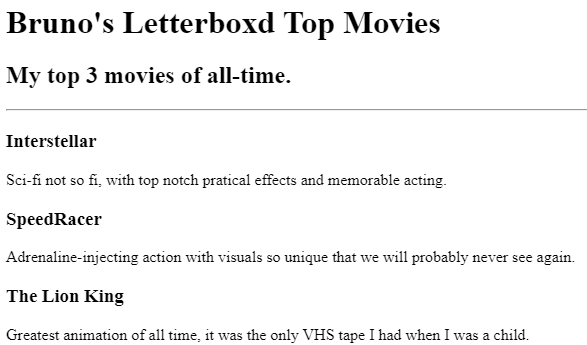 Bruno's Letterboxd Top Movies
My top 3 movies of all-time.
Interstellar
Sci-fi not so fi, with top notch pratical effects and memorable acting.
SpeedRacer
Adrenaline-injecting action with visuals so unique that we will probably never see again.
The Lion King
Greatest animation of all time, it was the only VHS tape I had when I was a child.